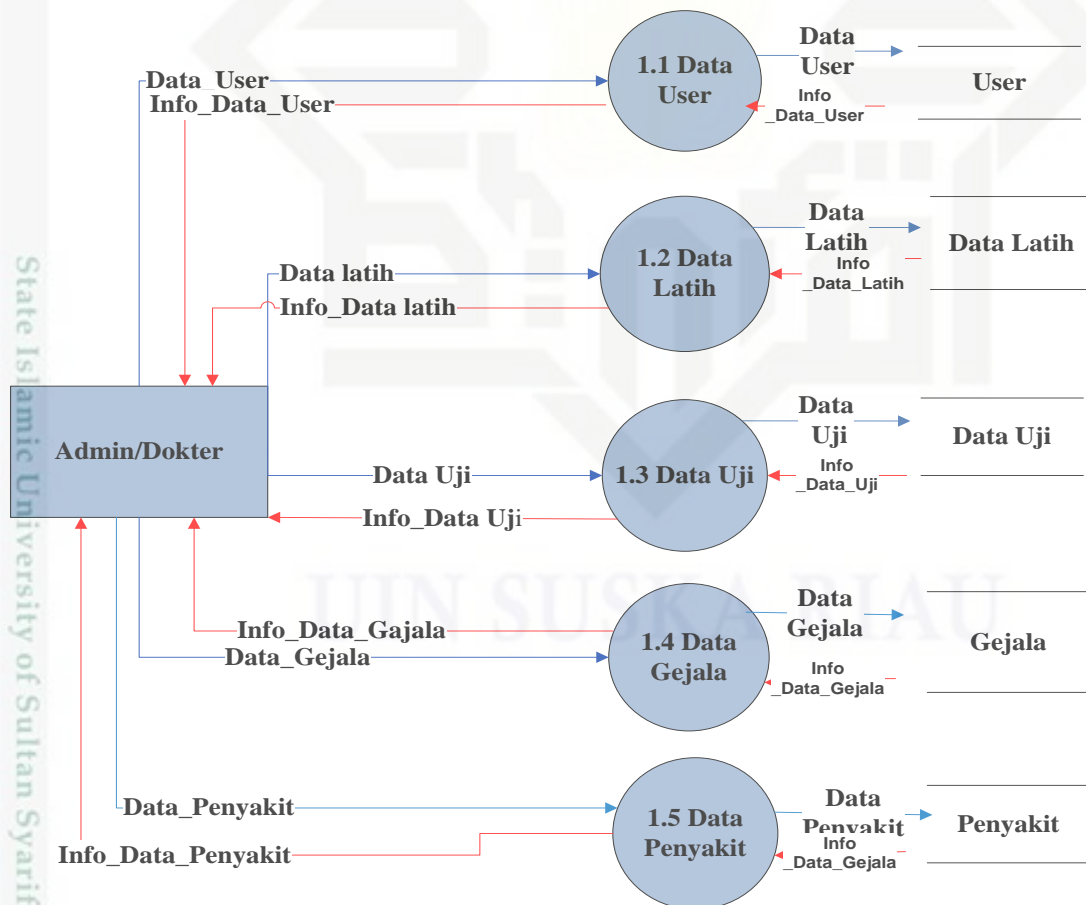 Data
User
1.1 Data
User
User
Data_User
Info_Data_User
Info
_Data_User
Data
Latih
1.2 Data
Latih
Data Latih
Info
_Data_Latih
Data latih
Info_Data latih
Admin/Dokter
Data
Uji
1.3 Data Uji
Data Uji
Data Uji
Info
_Data_Uji
Info_Data Uji
Data
Gejala
1.4 Data
Gejala
Gejala
Info_Data_Gajala
Data_Gejala
Info
_Data_Gejala
Data_Penyakit
Info_Data_Penyakit
1.5 Data
Penyakit
Data
Penyakit
Info
_Data_Gejala
Penyakit
UIN SUSKA RIAU
State Islamic University of Sultan Syarif